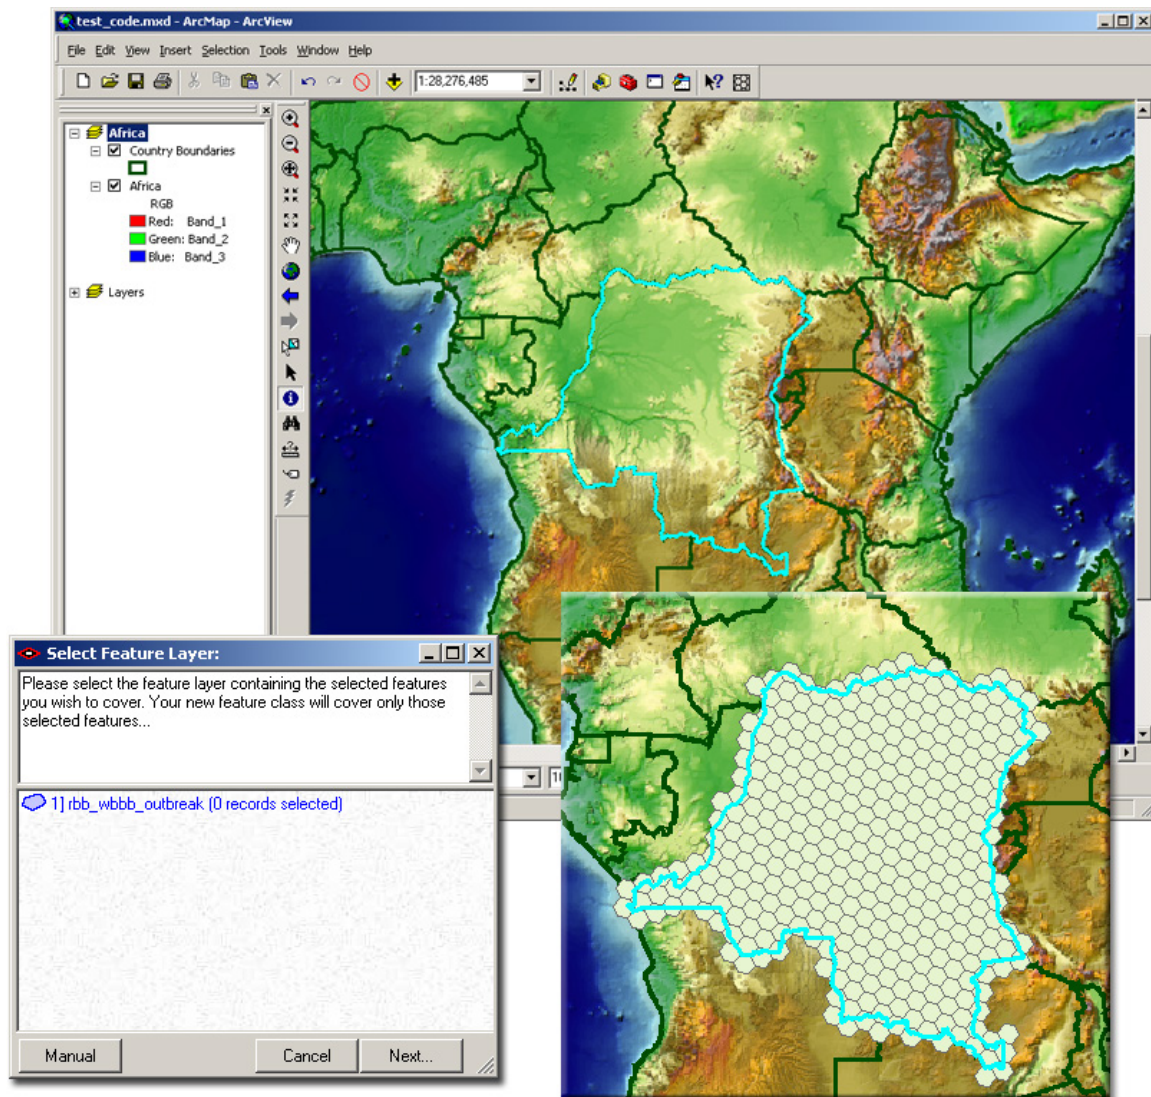 test_code.mxd - ArcMap - ArcView
File Edit View Insert Selection Tools Window Help
1:28,276,485
Africa
Country Boundaries
Africa
RGB
Red: Band_1
Green: Band_2
Blue: Band_3
Layers
Select Feature Layer:
Please select the feature layer containing the selected features
you wish to cover. Your new feature class will cover only those
selected features...
1] rbb_wbbb_outbreak (0 records selected)
Manual Cancel Next...